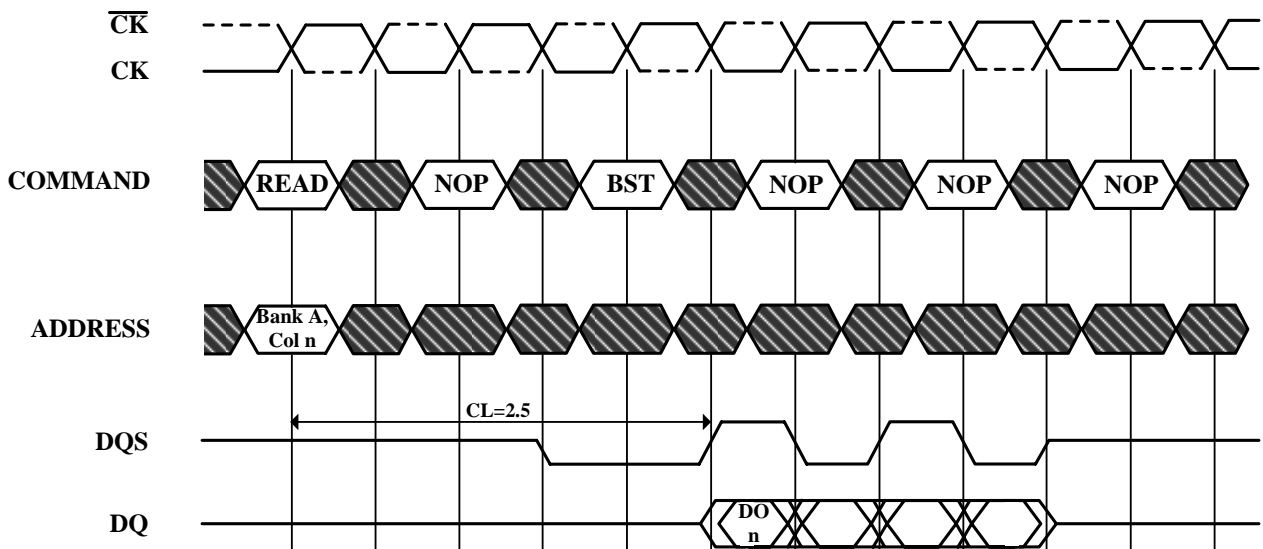 CK
CK
COMMAND
READ NOP BST NOP NOP NOP
ADDRESS
Bank A,
Col n
CL=2.5
DQS
DQ
DO
n